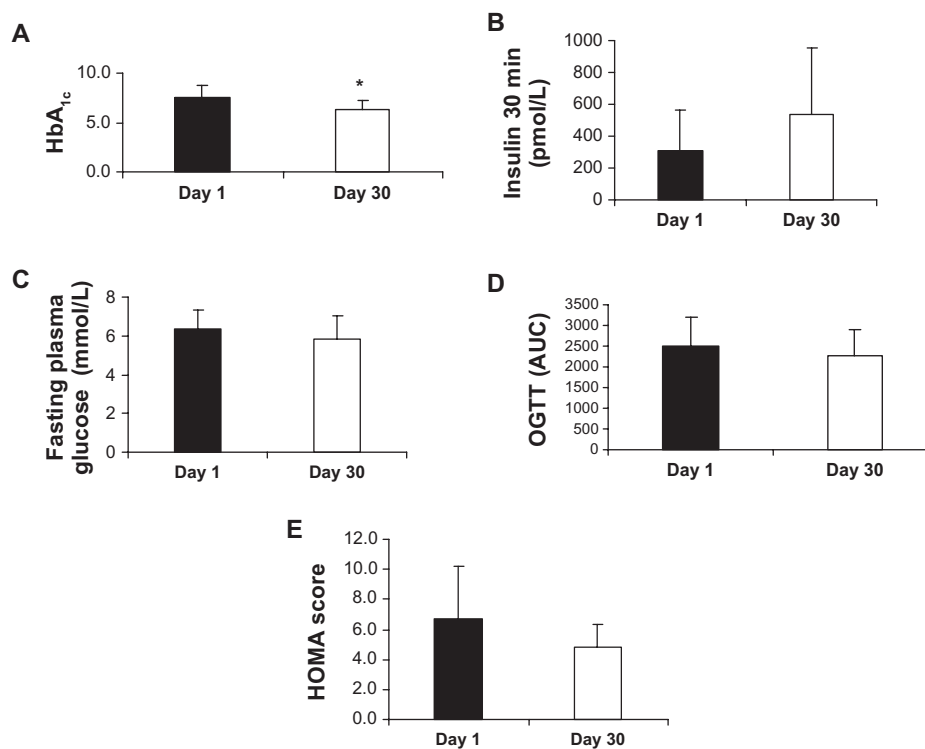 A
HbA1c
10.0
5.0
0.0
*
Day 1 Day 30
B
Insulin 30 min
(pmol/L)
1000
800
600
400
200
0
Day 1 Day 30
C
Fasting plasma
glucose (mmol/L)
8
6
4
2
0
Day 1 Day 30
D
OGTT (AUC)
3500
3000
2500
2000
1500
1000
500
0
Day 1 Day 30
E
HOMA score
12.0
10.0
8.0
6.0
4.0
2.0
0.0
Day 1 Day 30